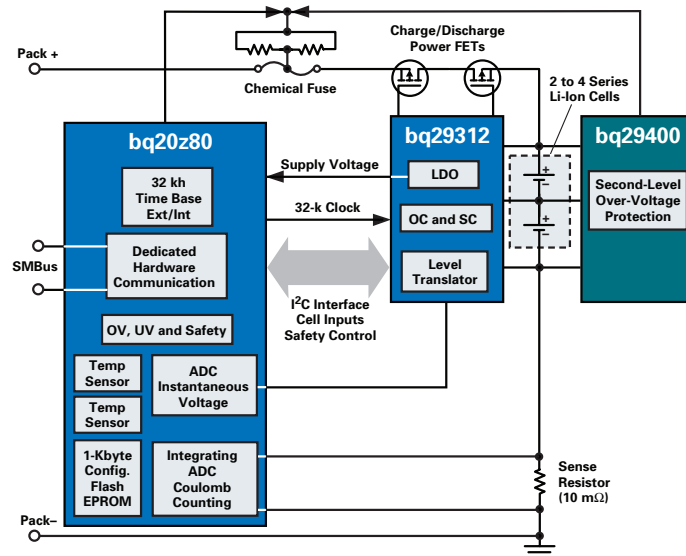 Pack +
Charge/Discharge
Power FETs
Chemical Fuse
2 to 4 Series
Li-Ion Cells
bq20z80
bq29312
bq29400
32 kh
Time Base
Ext/Int
Supply Voltage
LDO
Second-Level
Over-Voltage
Protection
32-k Clock
OC and SC
SMBus
Dedicated
Hardware
Communication
Level
Translator
I²C Interface
Cell Inputs
Safety Control
OV, UV and Safety
Temp
Sensor
Temp
Sensor
ADC
Instantaneous
Voltage
1-Kbyte
Config.
Flash
EPROM
Integrating
ADC
Coulomb
Counting
Sense
Resistor
(10 mΩ)
Pack–
+
–
+
–